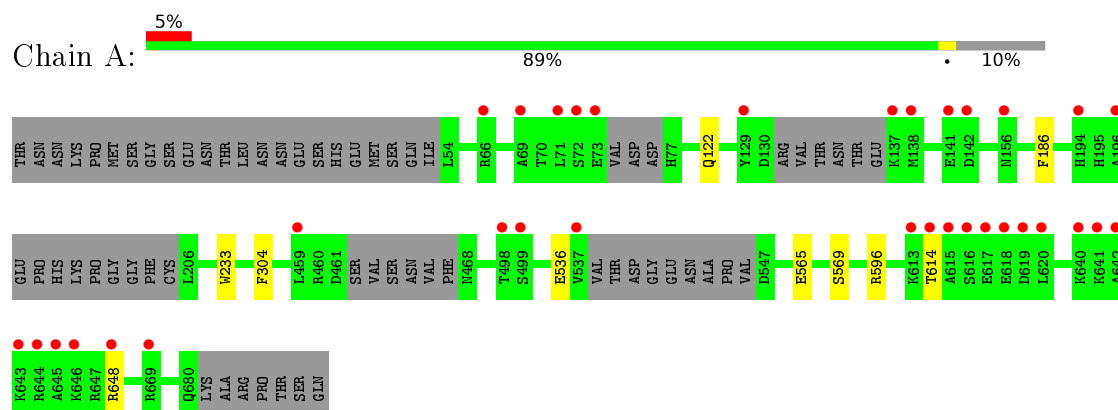 5%
Chain A:
89%
•
10%
THR ASN ASN LYS PRO MET SER GLY SER GLU ASN THR LEU ASN ASN GLU SER HIS GLU MET SER GLN ILE L54 R66 A69 T70 L71 S72 E73 VAL ASP ASP H77 Q122 Y129 D130 ARG VAL THR ASN THR GLU K137 M138 E141 D142 N156 F186 H194 H195 A196
GLU PRO HIS LYS PRO GLY GLY PHE CYS L206 W233 F304 L459 R460 D461 SER VAL SER ASN VAL PHE N468 T498 S499 E536 V537 VAL THR ASP GLY GLU ASN ALA PRO VAL D547 E565 S569 R596 K613 T614 A615 S616 E617 E618 D619 L620 K640 K641 A642
K643 R644 A645 K646 R647 R648 R669 Q680 LYS ALA ARG PRO THR SER GLN